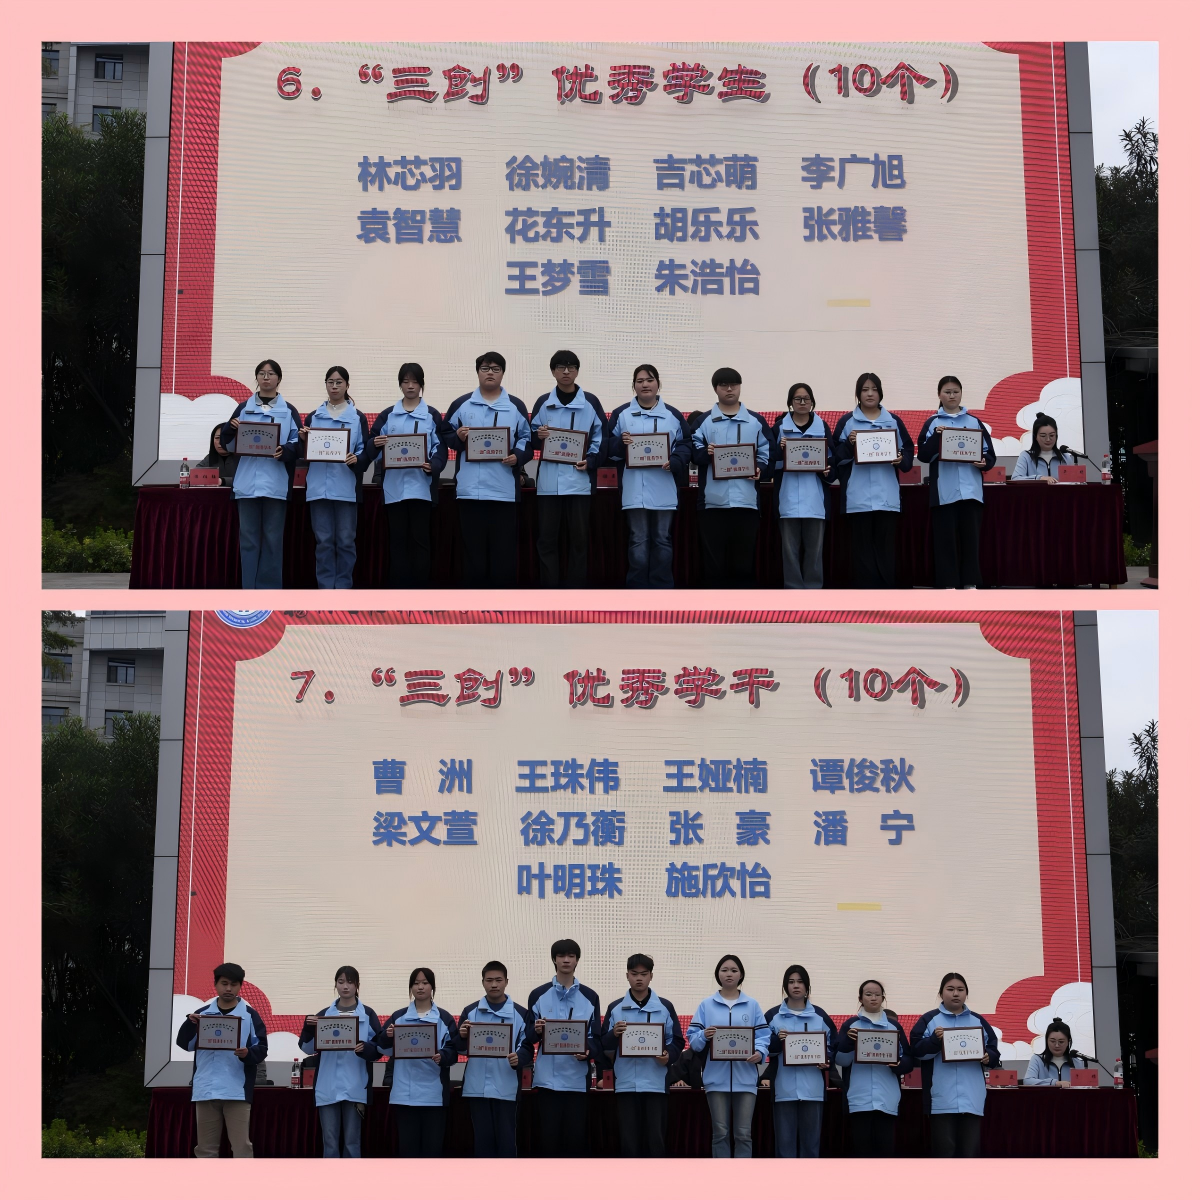 6．“三创”优秀学生（10个）
林芯羽 徐婉清 吉芯萌 李广旭
袁智慧 花东升 胡乐乐 张雅馨
王梦雪 朱浩怡
7．“三创”优秀学干（10个）
曹 洲 王珠伟 王娅楠 谭俊秋
梁文萱 徐乃蘅 张 豪 潘 宁
叶明珠 施欣怡